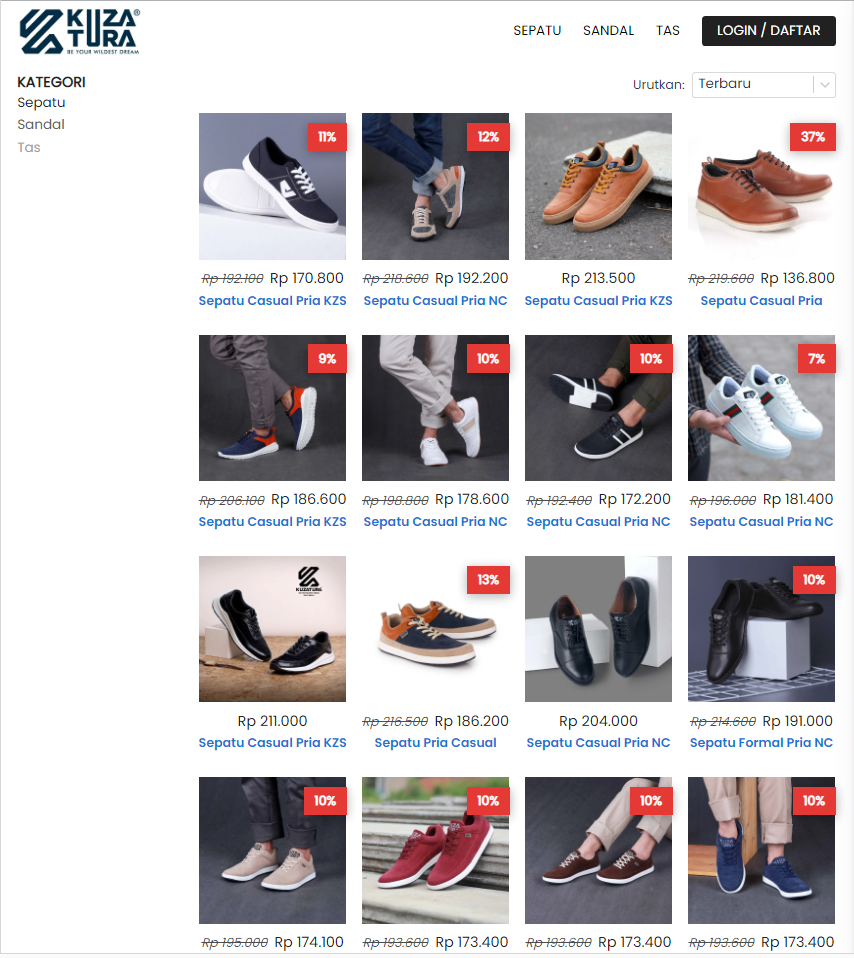 KUZATURA®
BE YOUR WILDEST DREAM
SEPATU SANDAL TAS LOGIN / DAFTAR
KATEGORI
Sepatu
Sandal
Tas
Urutkan: Terbaru
11% 12% 37%
Rp 192.100 Rp 170.800 Rp 218.600 Rp 192.200 Rp 213.500 Rp 219.600 Rp 136.800
Sepatu Casual Pria KZS Sepatu Casual Pria NC Sepatu Casual Pria KZS Sepatu Casual Pria
9% 10% 10% 7%
Rp 206.100 Rp 186.600 Rp 198.800 Rp 178.600 Rp 192.400 Rp 172.200 Rp 196.000 Rp 181.400
Sepatu Casual Pria KZS Sepatu Casual Pria NC Sepatu Casual Pria NC Sepatu Casual Pria NC
KUZATURA
13% 10%
Rp 211.000 Rp 216.500 Rp 186.200 Rp 204.000 Rp 214.600 Rp 191.000
Sepatu Casual Pria KZS Sepatu Pria Casual Sepatu Casual Pria NC Sepatu Formal Pria NC
10% 10% 10% 10%
Rp 195.000 Rp 174.100 Rp 193.600 Rp 173.400 Rp 193.600 Rp 173.400 Rp 193.600 Rp 173.400